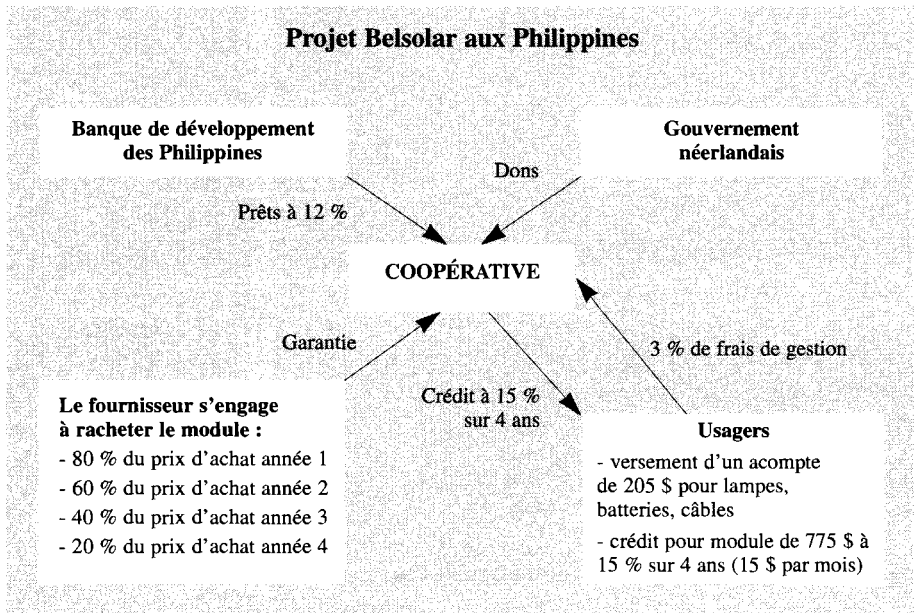 Projet Belsolar aux Philippines
Banque de développement
des Philippines
Gouvernement
néerlandais
Dons
Prêts à 12 %
COOPÉRATIVE
Garantie
3 % de frais de gestion
Crédit à 15 %
sur 4 ans
Le fournisseur s'engage
à racheter le module :
- 80 % du prix d'achat année 1
- 60 % du prix d'achat année 2
- 40 % du prix d'achat année 3
- 20 % du prix d'achat année 4
Usagers
- versement d'un acompte
de 205 $ pour lampes,
batteries, câbles
- crédit pour module de 775 $ à
15 % sur 4 ans (15 $ par mois)